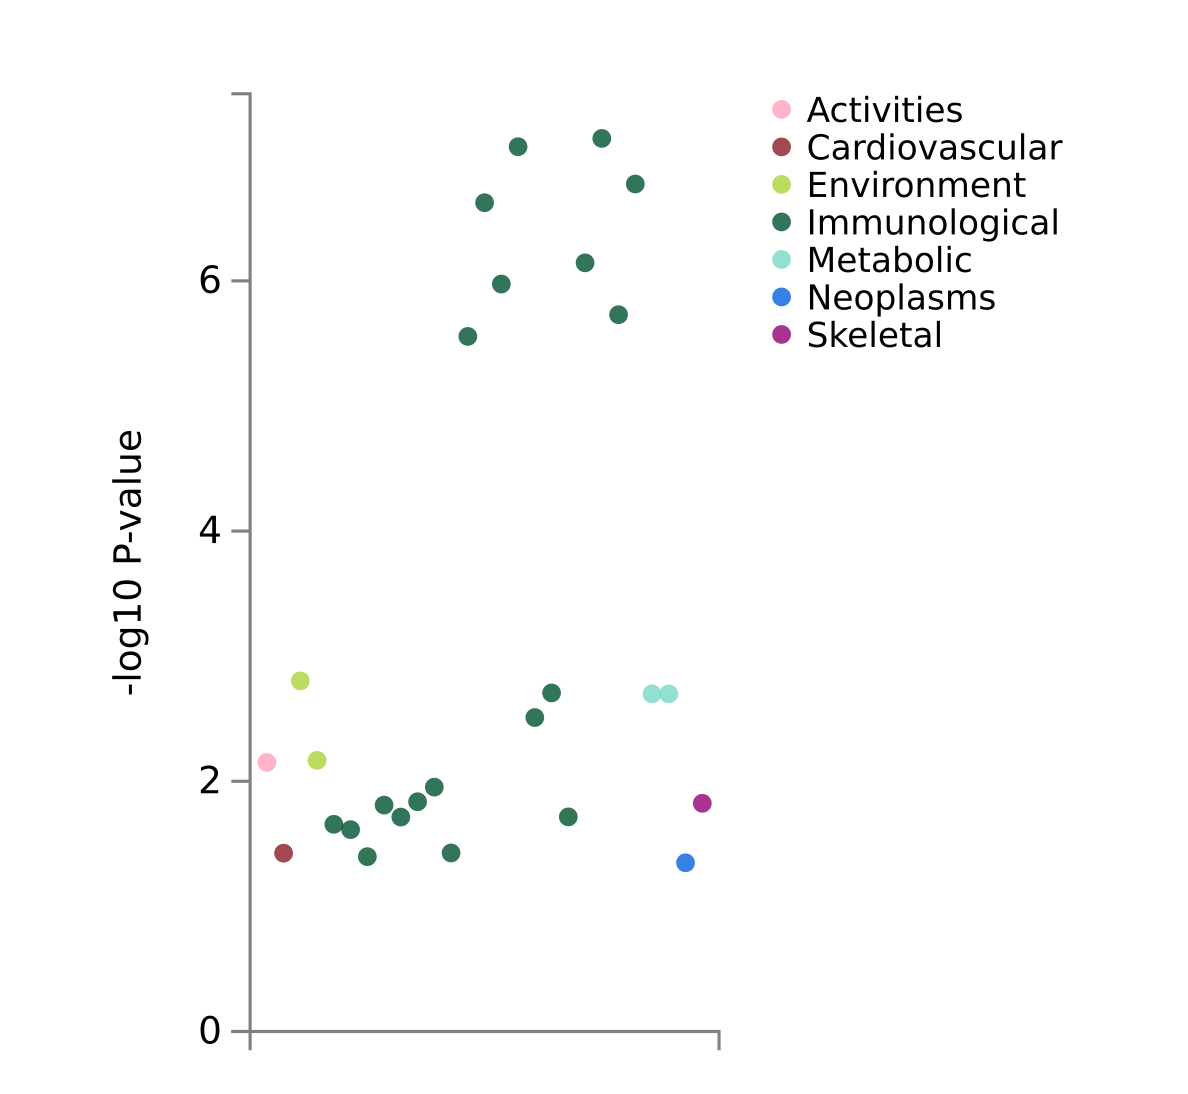 Activities
Cardiovascular
Environment
Immunological
Metabolic
Neoplasms
Skeletal
-log10 P-value
6
4
2
0